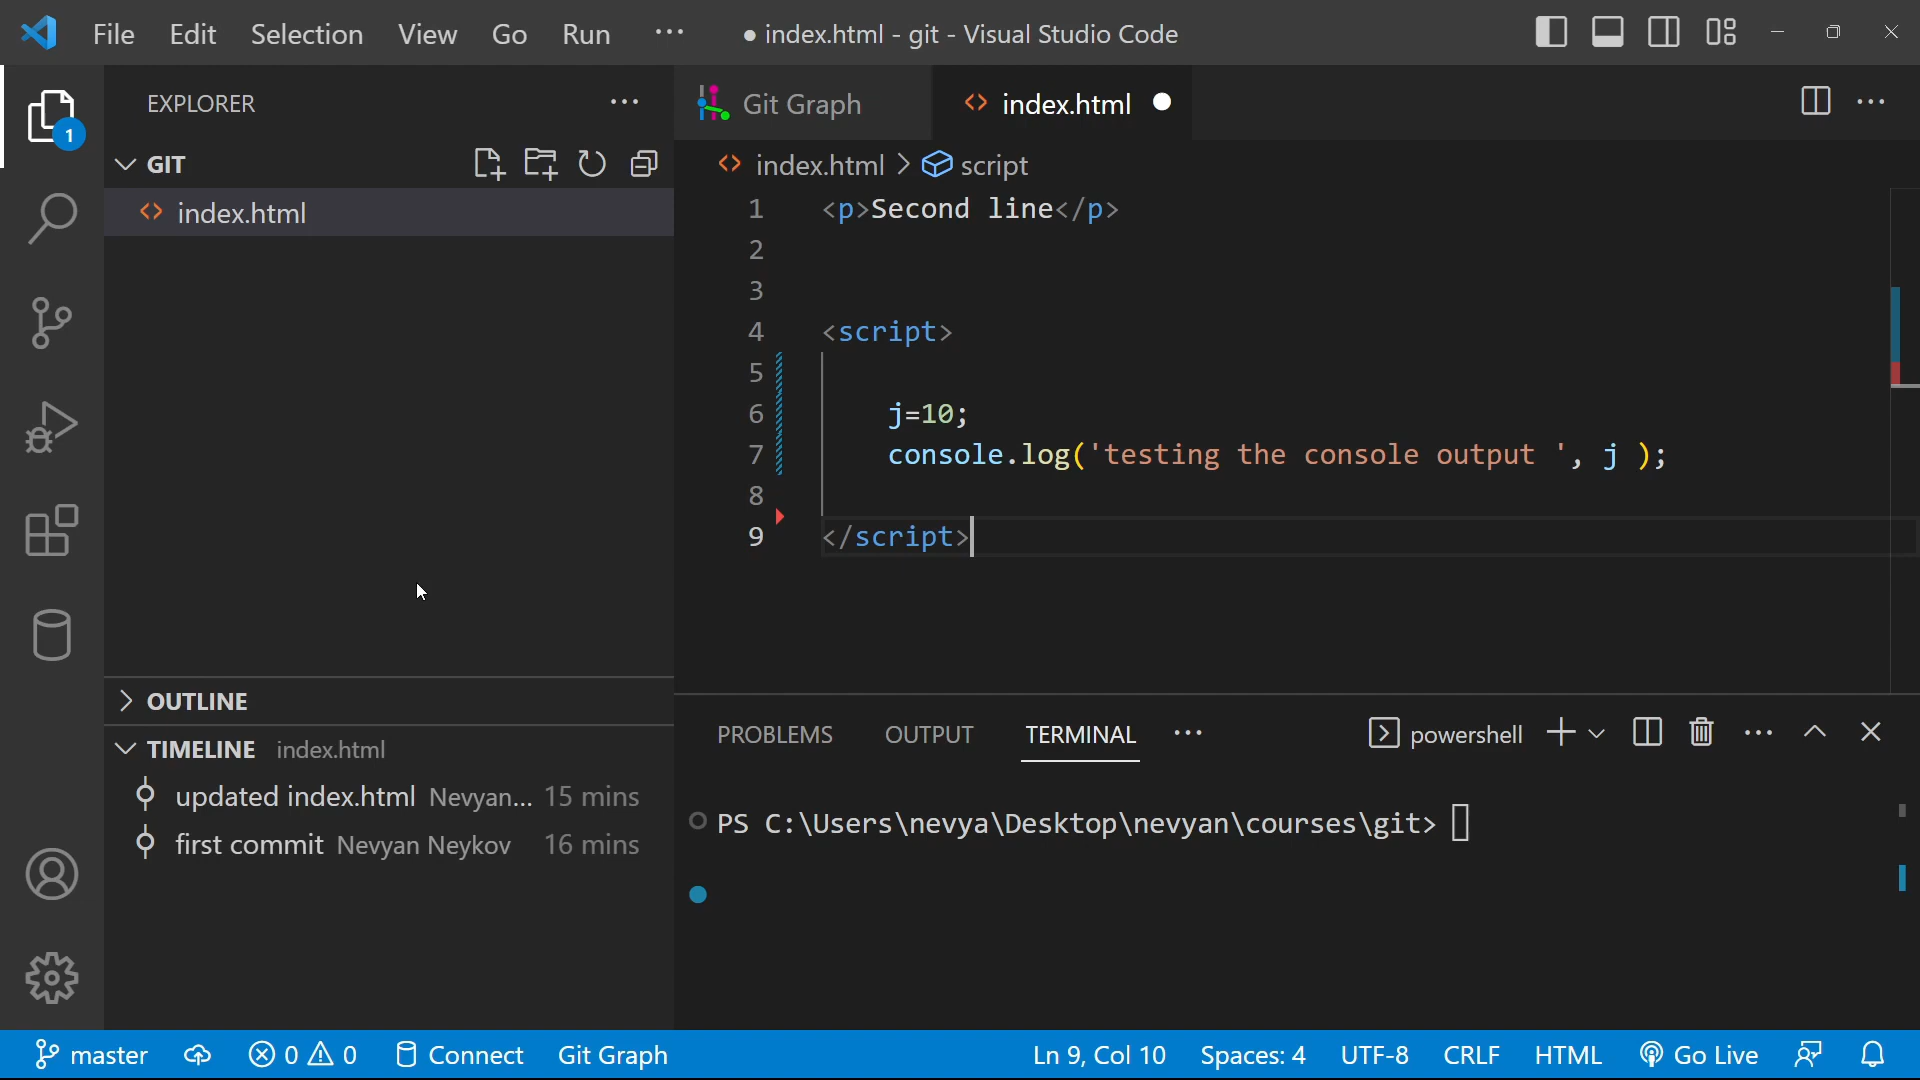 File Edit Selection View Go Run ··· ● index.html - git - Visual Studio Code
EXPLORER
GIT
index.html
OUTLINE
TIMELINE index.html
updated index.html Nevyan... 15 mins
first commit Nevyan Neykov 16 mins
1
Git Graph
index.html
index.html > script
1 <p>Second line</p>
2
3
4 <script>
5
6 j=10;
7 console.log('testing the console output ', j );
8
9 </script>
PROBLEMS OUTPUT TERMINAL ··· powershell
PS C:\Users\nevya\Desktop\nevyan\courses\git>
master 0 0 Connect Git Graph Ln 9, Col 10 Spaces: 4 UTF-8 CRLF HTML Go Live